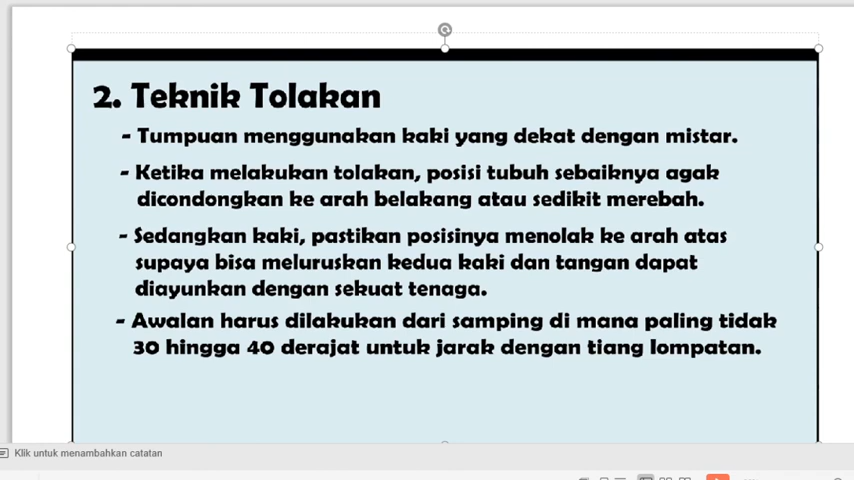 2. Teknik Tolakan
- Tumpuan menggunakan kaki yang dekat dengan mistar.
- Ketika melakukan tolakan, posisi tubuh sebaiknya agak
dicondongkan ke arah belakang atau sedikit merebah.
- Sedangkan kaki, pastikan posisinya menolak ke arah atas
supaya bisa meluruskan kedua kaki dan tangan dapat
diayunkan dengan sekuat tenaga.
- Awalan harus dilakukan dari samping di mana paling tidak
30 hingga 40 derajat untuk jarak dengan tiang lompatan.
Klik untuk menambahkan catatan